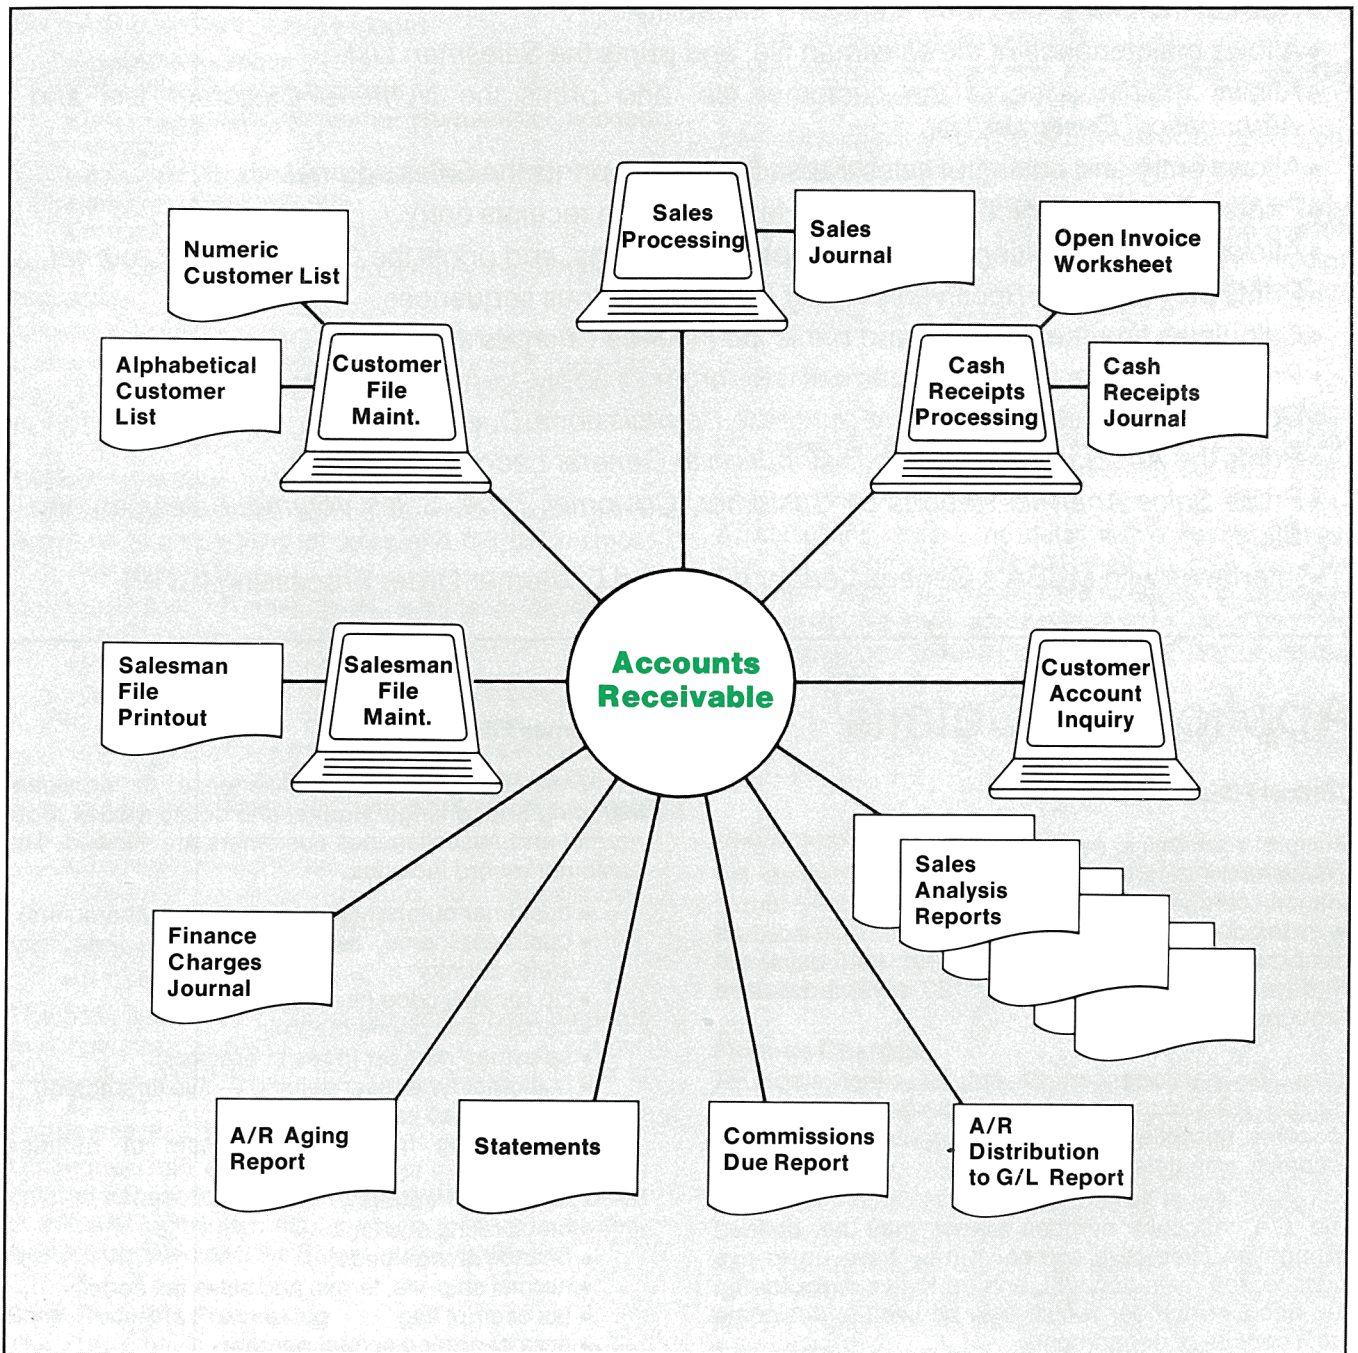 Sales
Processing
Sales
Journal
Numeric
Customer List
Open Invoice
Worksheet
Alphabetical
Customer
List
Customer
File
Maint.
Cash
Receipts
Processing
Cash
Receipts
Journal
Salesman
File
Printout
Salesman
File
Maint.
Accounts
Receivable
Customer
Account
Inquiry
Sales
Analysis
Reports
Finance
Charges
Journal
A/R Aging
Report
Statements
Commissions
Due Report
A/R
Distribution
to G/L Report